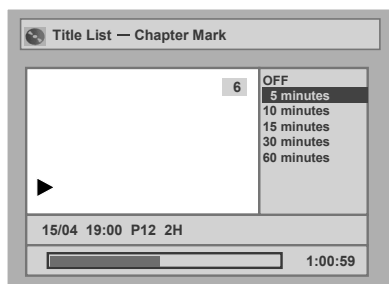 Title List — Chapter Mark
6
OFF
5 minutes
10 minutes
15 minutes
30 minutes
60 minutes
15/04 19:00 P12 2H
1:00:59